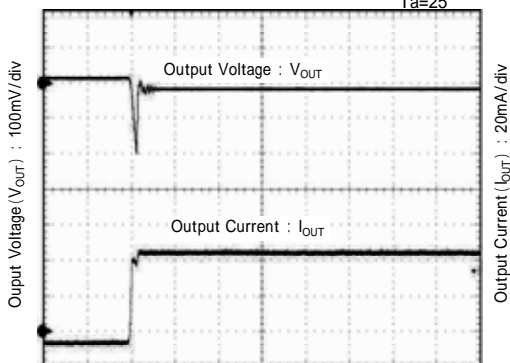 Ta=25
Ouput Voltage (VOUT) : 100mV/div
Output Voltage : VOUT
Output Current : IOUT
Output Current (IOUT) : 20mA/div